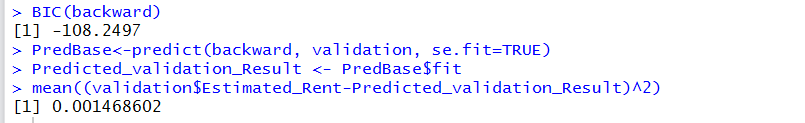 > BIC(backward)
[1] -108.2497
> PredBase<-predict(backward, validation, se.fit=TRUE)
> Predicted_validation_Result <- PredBase$fit
> mean((validation$Estimated_Rent-Predicted_validation_Result)^2)
[1] 0.001468602